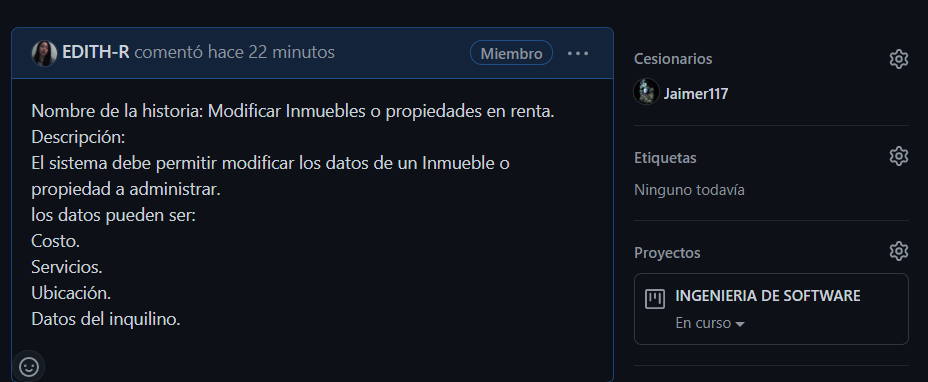 EDITH-R comentó hace 22 minutos
Miembro
Nombre de la historia: Modificar Inmuebles o propiedades en renta.
Descripción:
El sistema debe permitir modificar los datos de un Inmueble o
propiedad a administrar.
los datos pueden ser:
Costo.
Servicios.
Ubicación.
Datos del inquilino.
Cesionarios
Jaimer117
Etiquetas
Ninguno todavía
Proyectos
INGENIERIA DE SOFTWARE
En curso